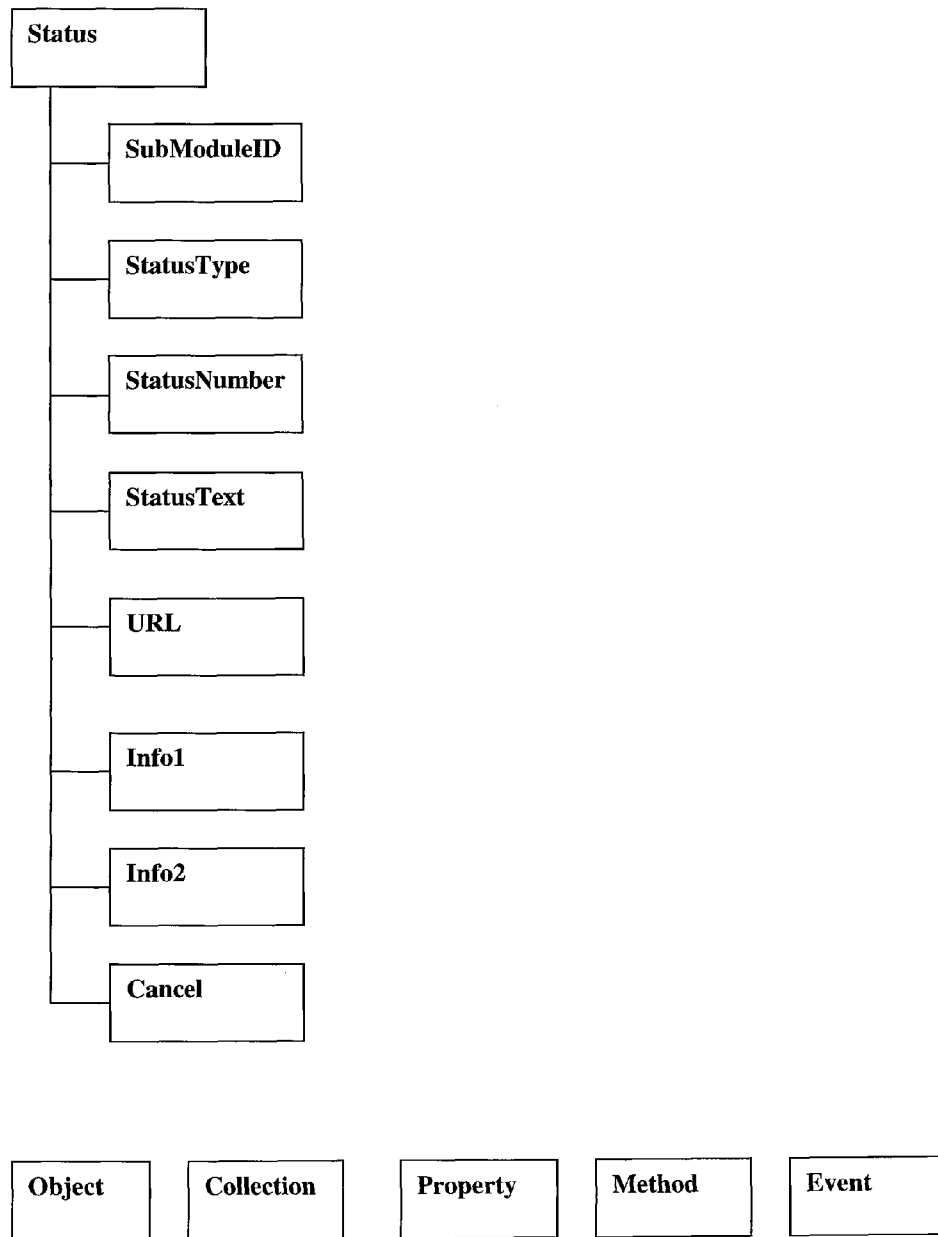 Status
SubModuleID
StatusType
StatusNumber
StatusText
URL
Info1
Info2
Cancel
Object Collection Property Method Event